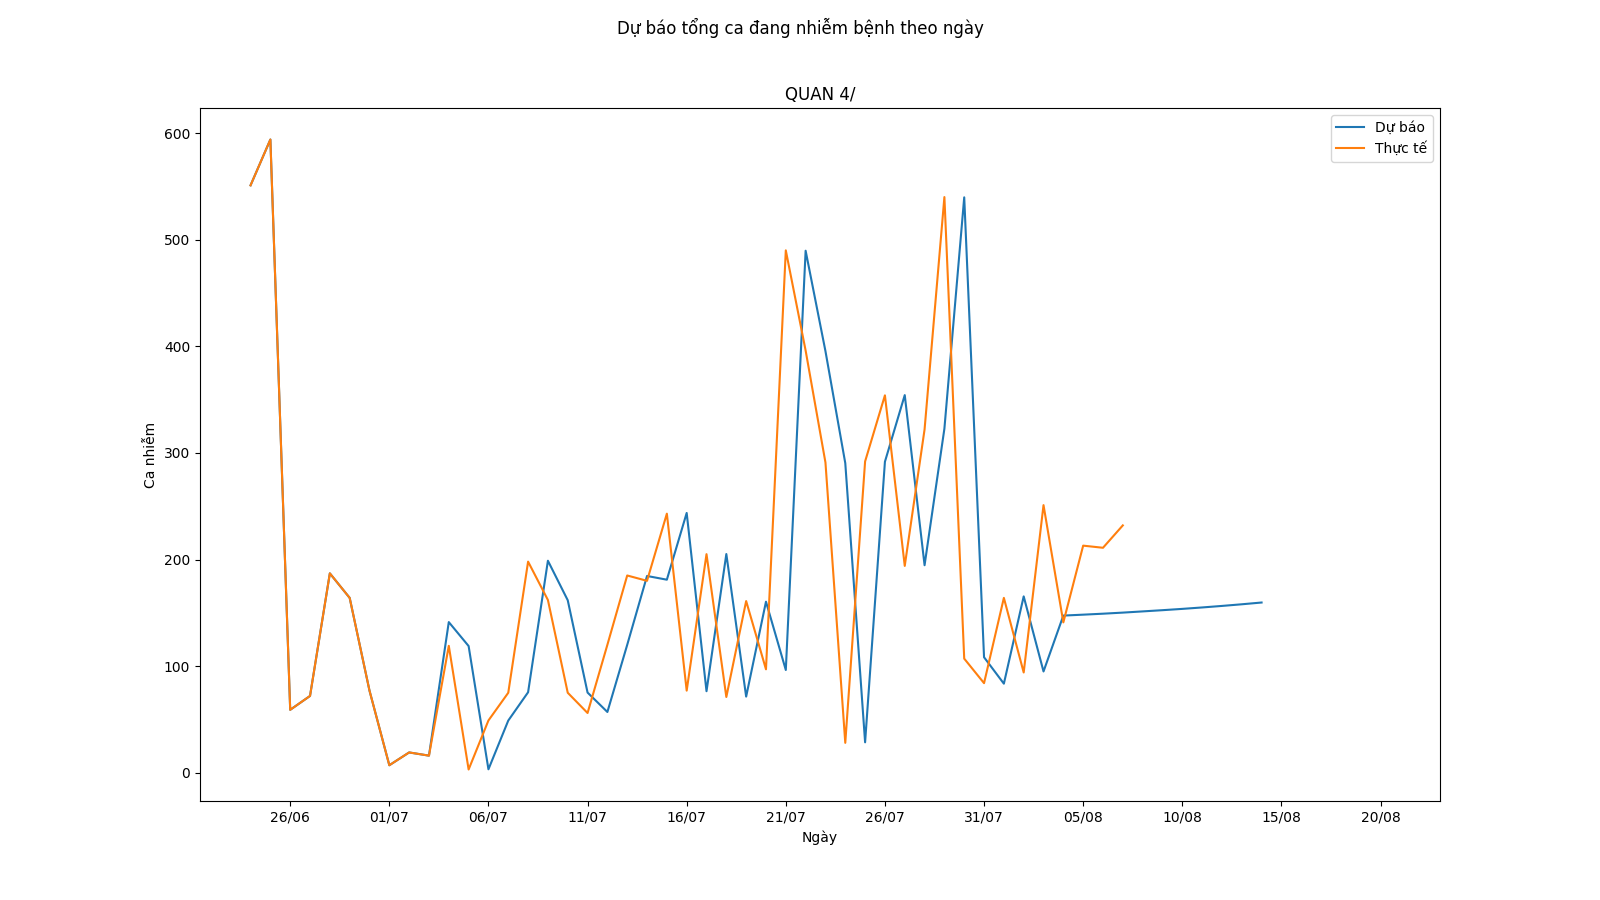 Dự báo tổng ca đang nhiễm bệnh theo ngày
QUAN 4/
Dự báo
Thực tế
600
500
400
300
200
100
0
Ca nhiễm
26/06 01/07 06/07 11/07 16/07 21/07 26/07 31/07 05/08 10/08 15/08 20/08
Ngày